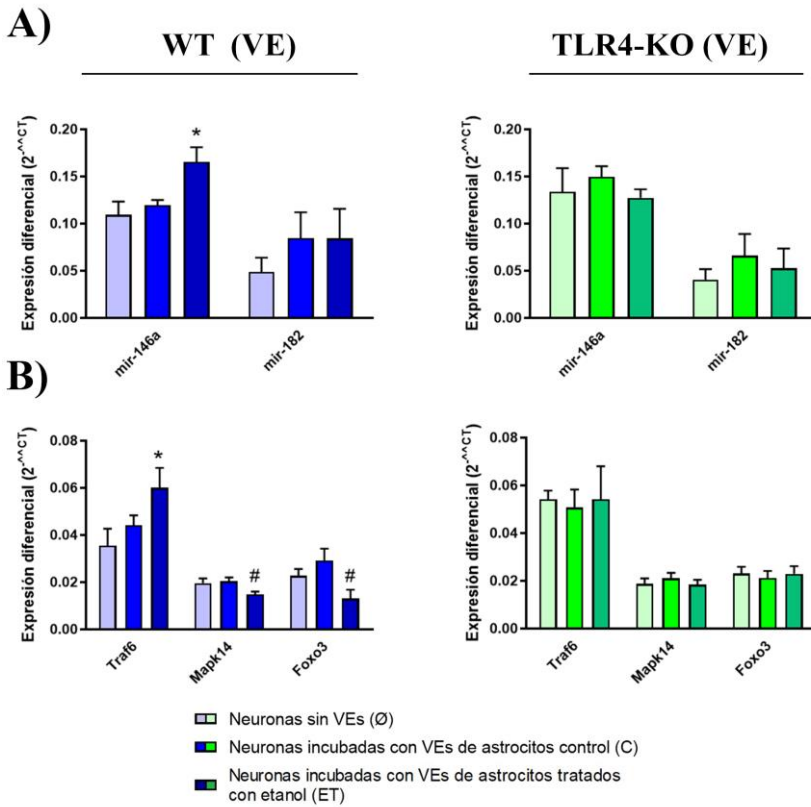 A)
WT (VE)
TLR4-KO (VE)
Expresión diferencial (2^-^^CT)
0.20
0.15
0.10
0.05
0.00
*
mir-146a
mir-182
Expresión diferencial (2^-^^CT)
0.20
0.15
0.10
0.05
0.00
mir-146a
mir-182
B)
Expresión diferencial (2^-^^CT)
0.08
0.06
0.04
0.02
0.00
*
#
#
Traf6
Mapk14
Foxo3
Expresión diferencial (2^-^^CT)
0.08
0.06
0.04
0.02
0.00
Traf6
Mapk14
Foxo3
Neuronas sin VEs (Ø)
Neuronas incubadas con VEs de astrocitos control (C)
Neuronas incubadas con VEs de astrocitos tratados
con etanol (ET)